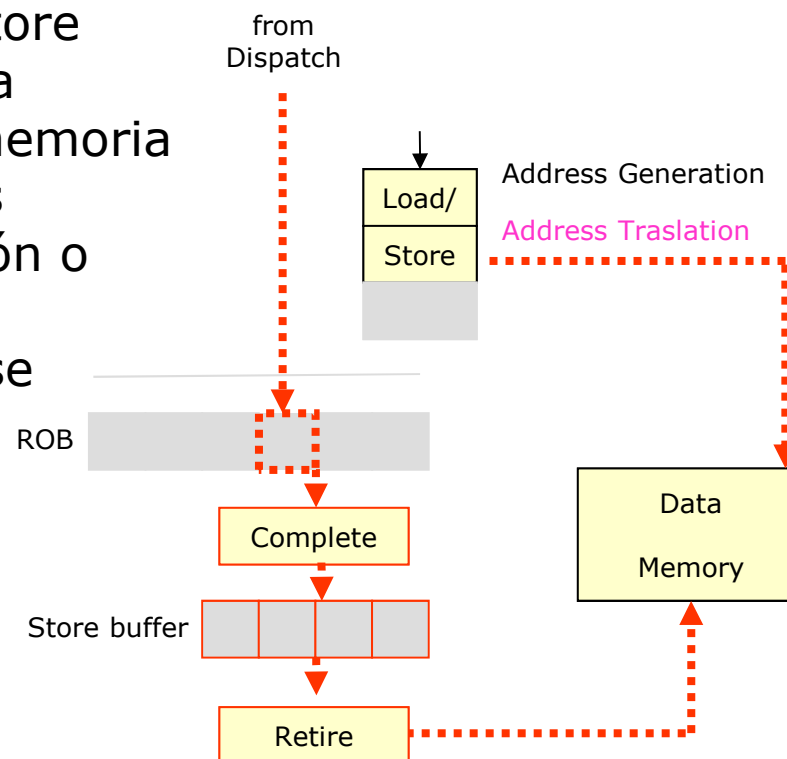 tore
a
memoria
s
ón o
se
from
Dispatch
Load/
Store
Address Generation
Address Traslation
ROB
Complete
Store buffer
Retire
Data
Memory